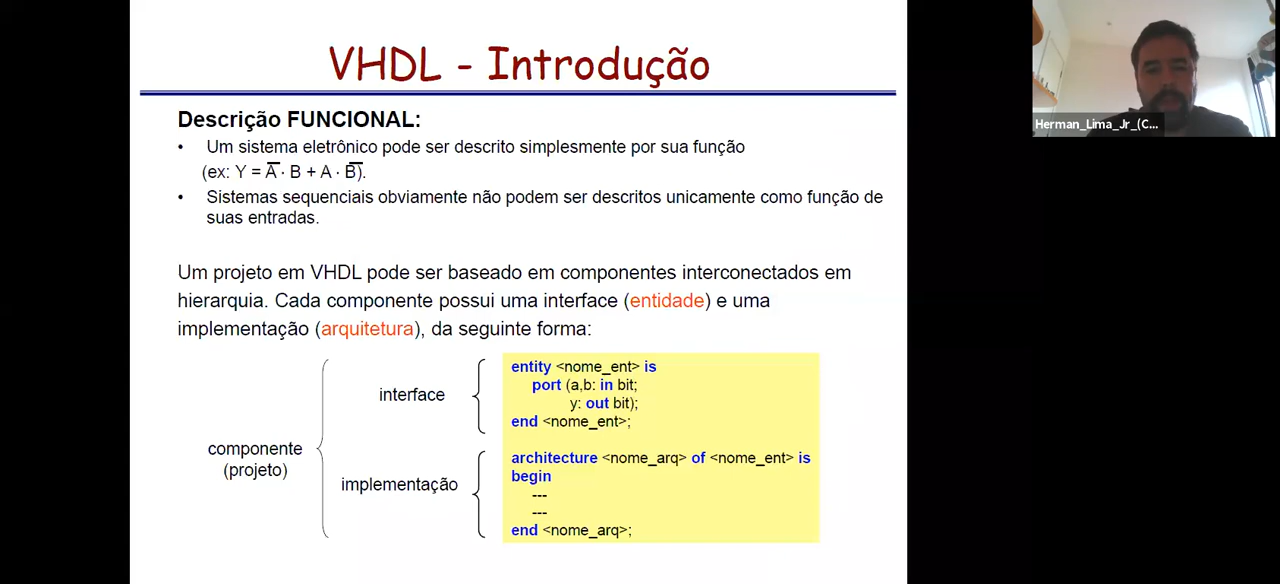 VHDL - Introdução
Descrição FUNCIONAL:
• Um sistema eletrônico pode ser descrito simplesmente por sua função
(ex: Y = A̅ · B + A · B̅).
• Sistemas sequenciais obviamente não podem ser descritos unicamente como função de
suas entradas.
Um projeto em VHDL pode ser baseado em componentes interconectados em
hierarquia. Cada componente possui uma interface (entidade) e uma
implementação (arquitetura), da seguinte forma:
componente
(projeto)
interface
entity <nome_ent> is
port (a,b: in bit;
y: out bit);
end <nome_ent>;
implementação
architecture <nome_arq> of <nome_ent> is
begin
---
---
end <nome_arq>;
Herman_Lima_Jr_(C...